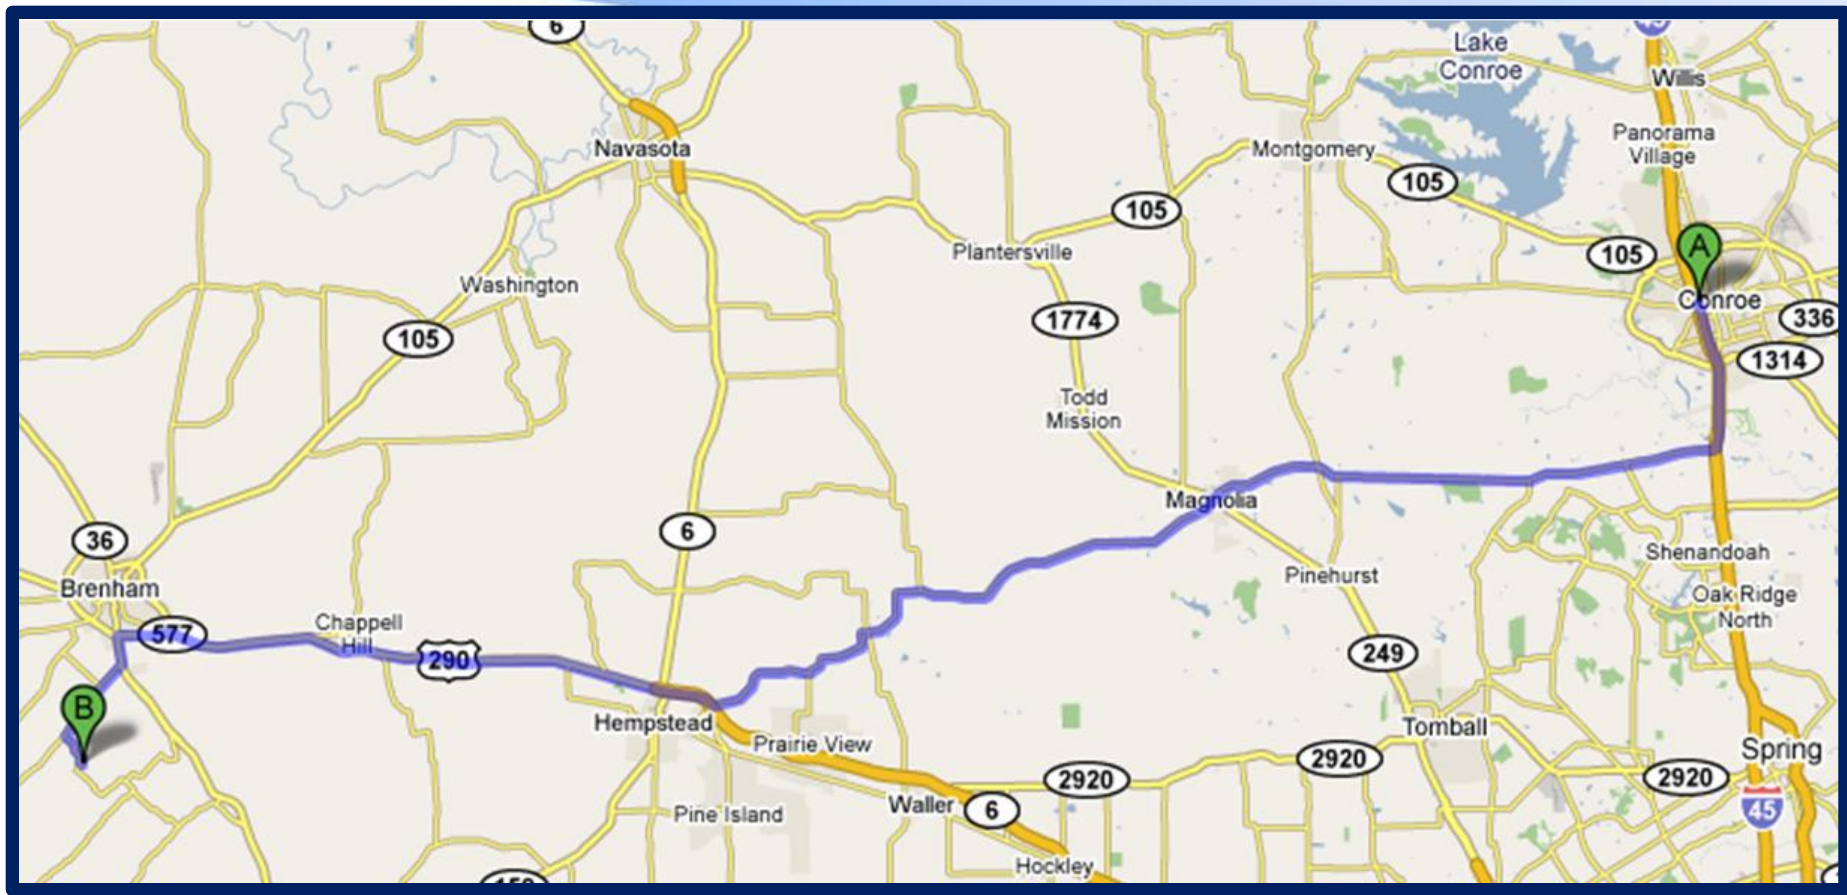 6
45
Lake
Conroe
Willis
Panorama
Village
Navasota
Montgomery
105
105
Plantersville
105
A
Washington
Conroe
1774
336
105
1314
Todd
Mission
Magnolia
6
36
Shenandoah
Brenham
Pinehurst
Oak Ridge
North
577
Chappell
Hill
290
249
B
Hempstead
Tomball
Prairie View
Spring
2920
2920
2920
Waller
6
45
Pine Island
Hockley
159